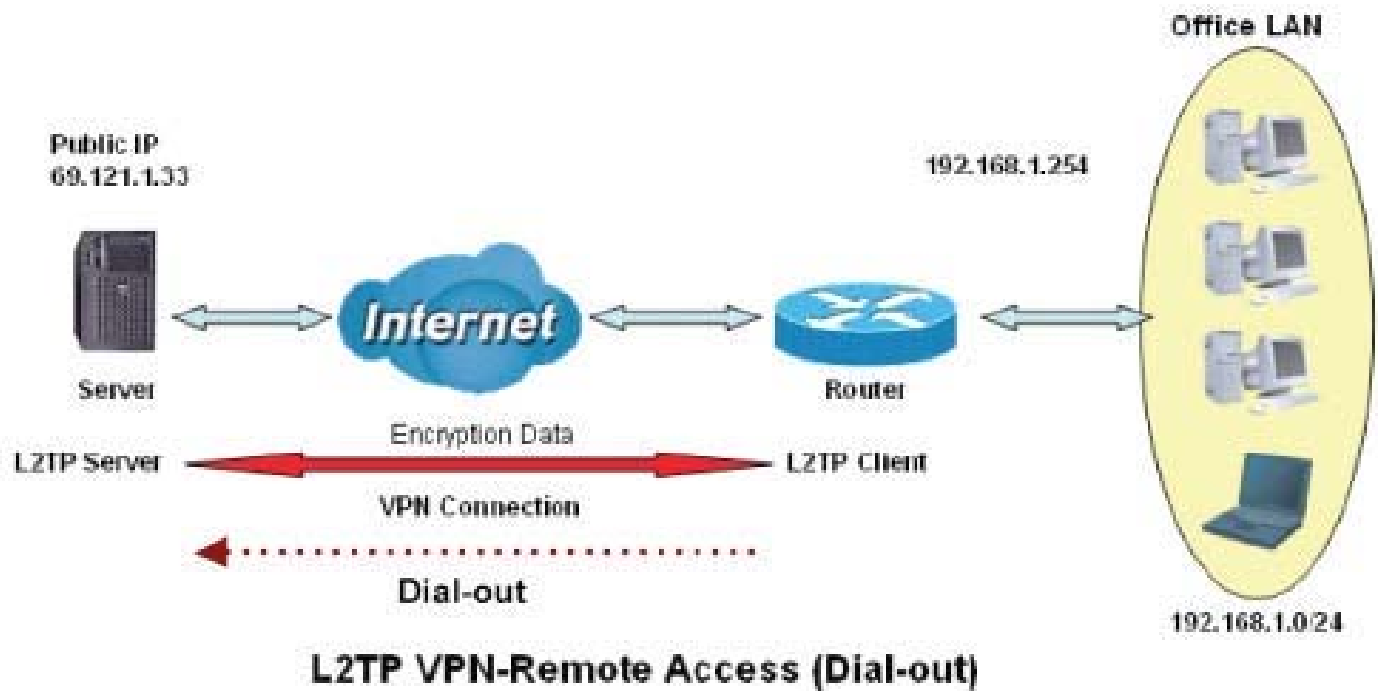 Office LAN
Public IP
69.121.1.33
192.168.1.254
Internet
Server
Router
Encryption Data
L2TP Server
L2TP Client
VPN Connection
Dial-out
192.168.1.0/24
L2TP VPN-Remote Access (Dial-out)